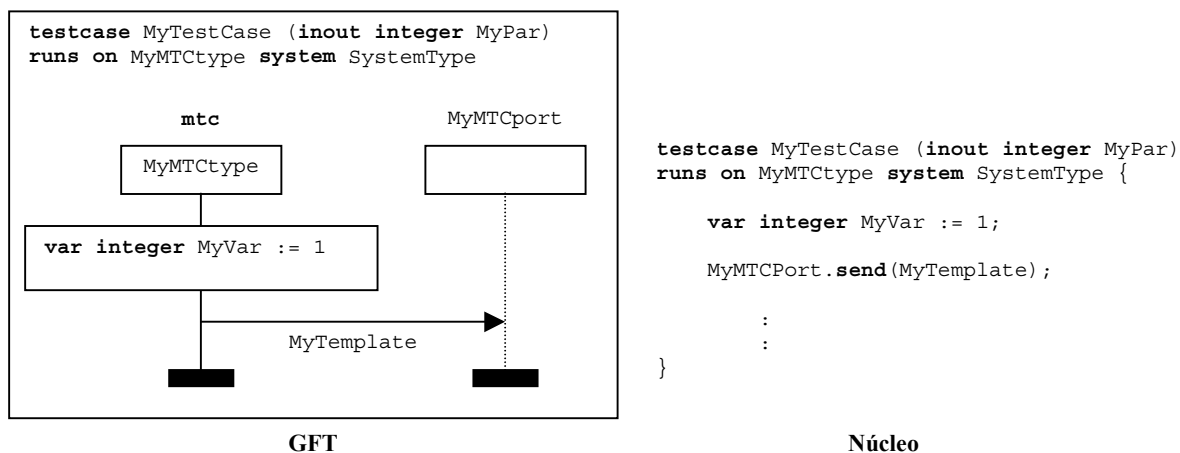 testcase MyTestCase (inout integer MyPar)
runs on MyMTCtype system SystemType
mtc
MyMTCport
MyMTCtype
var integer MyVar := 1
MyTemplate
GFT
testcase MyTestCase (inout integer MyPar)
runs on MyMTCtype system SystemType {
var integer MyVar := 1;
MyMTCPort.send(MyTemplate);
:
:
}
Núcleo